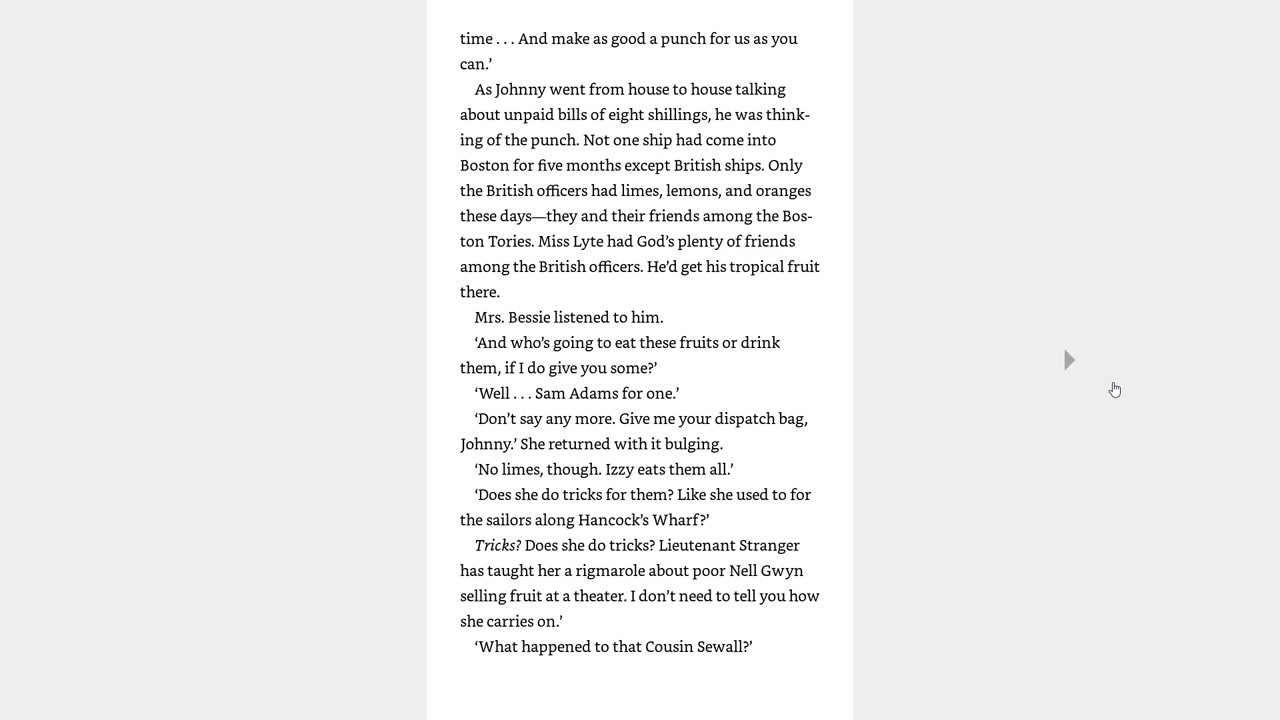 time . . . And make as good a punch for us as you
can.’
As Johnny went from house to house talking
about unpaid bills of eight shillings, he was think-
ing of the punch. Not one ship had come into
Boston for five months except British ships. Only
the British officers had limes, lemons, and oranges
these days—they and their friends among the Bos-
ton Tories. Miss Lyte had God’s plenty of friends
among the British officers. He’d get his tropical fruit
there.
Mrs. Bessie listened to him.
‘And who’s going to eat these fruits or drink
them, if I do give you some?’
‘Well . . . Sam Adams for one.’
‘Don’t say any more. Give me your dispatch bag,
Johnny.’ She returned with it bulging.
‘No limes, though. Izzy eats them all.’
‘Does she do tricks for them? Like she used to for
the sailors along Hancock’s Wharf?’
Tricks? Does she do tricks? Lieutenant Stranger
has taught her a rigmarole about poor Nell Gwyn
selling fruit at a theater. I don’t need to tell you how
she carries on.’
‘What happened to that Cousin Sewall?’